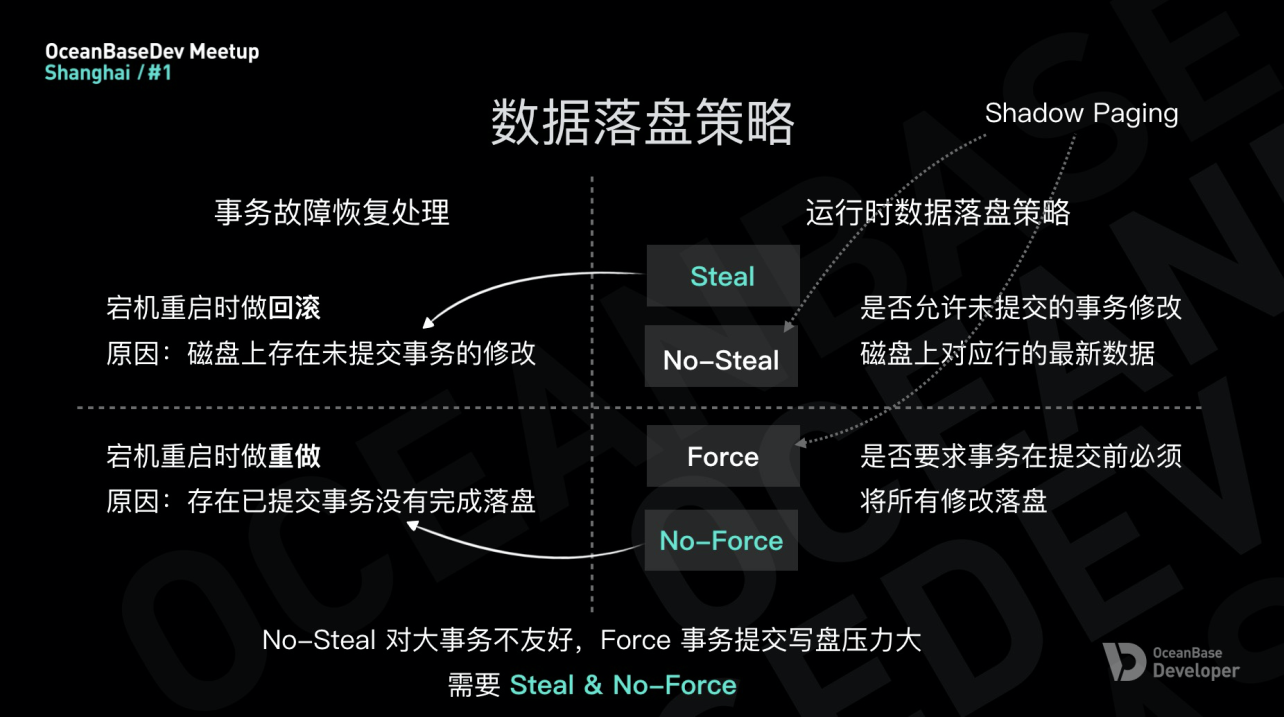 OceanBaseDev Meetup
Shanghai / #1
数据落盘策略
Shadow Paging
事务故障恢复处理
运行时数据落盘策略
宕机重启时做回滚
原因：磁盘上存在未提交事务的修改
Steal
No-Steal
是否允许未提交的事务修改
磁盘上对应行的最新数据
宕机重启时做重做
原因：存在已提交事务没有完成落盘
Force
No-Force
是否要求事务在提交前必须
将所有修改落盘
No-Steal 对大事务不友好，Force 事务提交写盘压力大
需要 Steal & No-Force
OceanBase
Developer
OCEANBASE
OCEANBASE
DEV